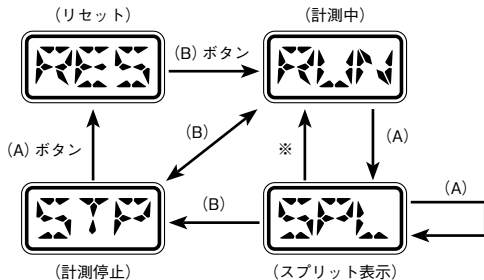 (リセット)
(計測中)
RES
(B) ボタン
RUN
(A) ボタン
(B)
※
(A)
STP
(B)
SPL
(A)
(計測停止)
(スプリット表示)